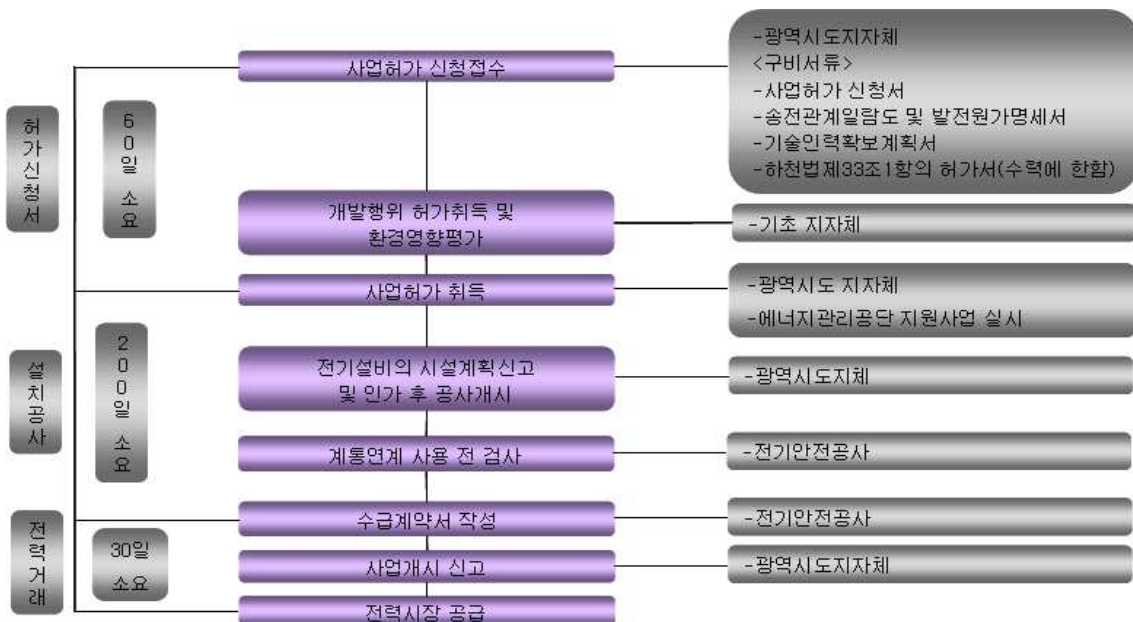 허가신청서
60일 소요
사업허가 신청접수
-광역시도지자체
<구비서류>
-사업허가 신청서
-송전관계일람도 및 발전원가명세서
-기술인력확보계획서
-하천법제33조1항의 허가서(수력에 한함)
개발행위 허가취득 및
환경영향평가
-기초 지자체
사업허가 취득
-광역시도 지자체
-에너지관리공단 지원사업 실시
설치공사
200일 소요
전기설비의 시설계획신고
및 인가 후 공사개시
-광역시도지체
계통연계 사용 전 검사
-전기안전공사
전력거래
30일
소요
수급계약서 작성
-전기안전공사
사업개시 신고
-광역시도지자체
전력시장 공급